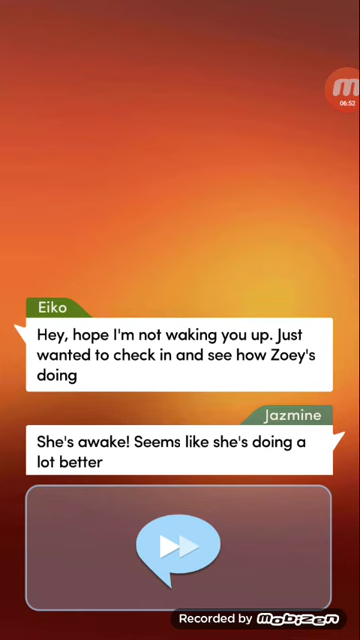 06:52
Eiko
Hey, hope I'm not waking you up. Just
wanted to check in and see how Zoey's
doing
Jazmine
She's awake! Seems like she's doing a
lot better
Recorded by mobizen